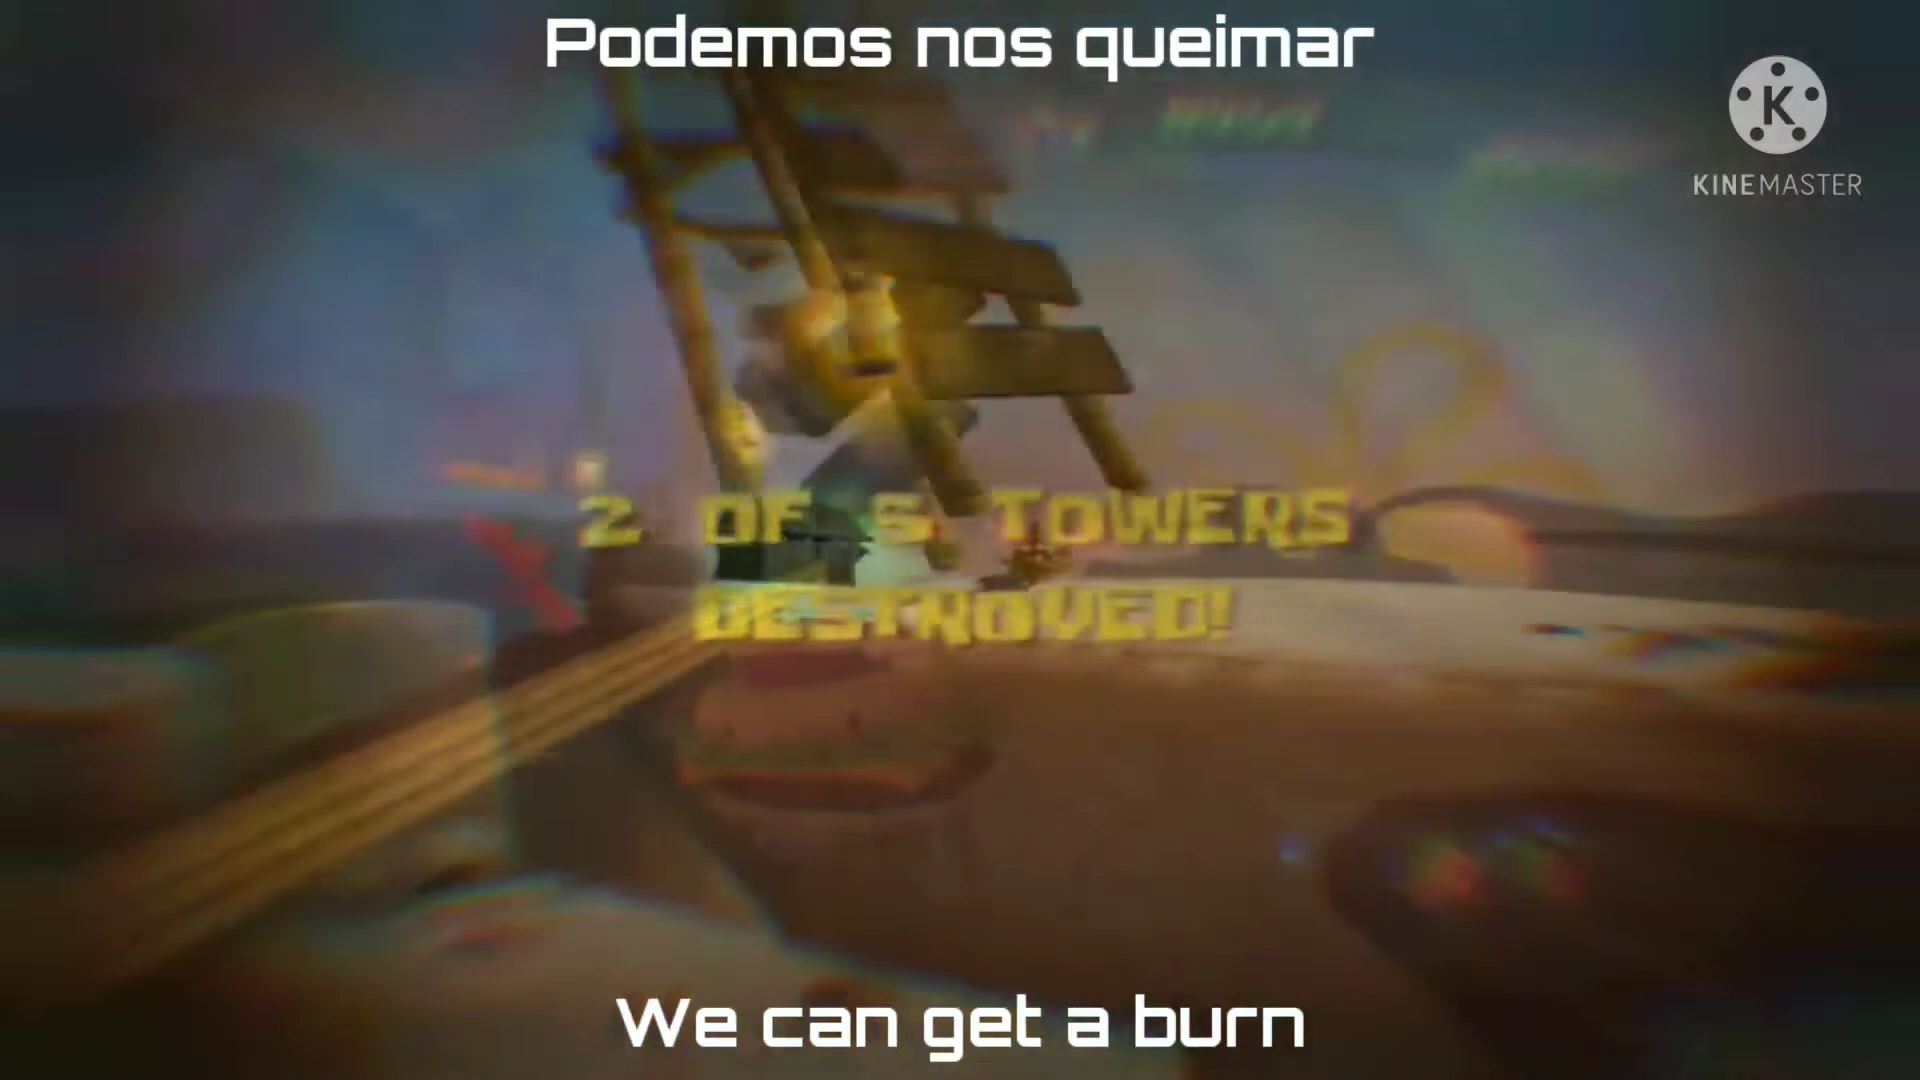 Podemos nos queimar
K
KINEMASTER
2 OF 5 TOWERS
DESTROYED!
We can get a burn